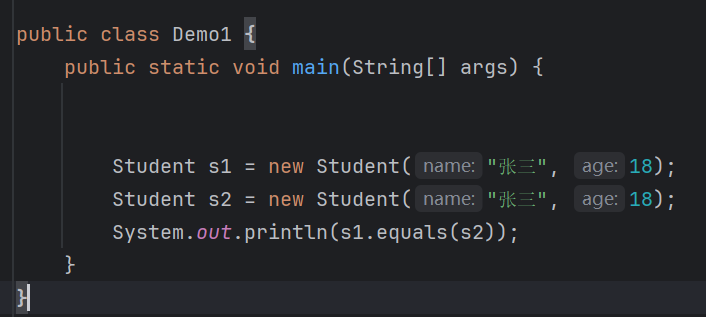 public class Demo1 {
public static void main(String[] args) {
Student s1 = new Student( name: "张三", age: 18);
Student s2 = new Student( name: "张三", age: 18);
System.out.println(s1.equals(s2));
}
}